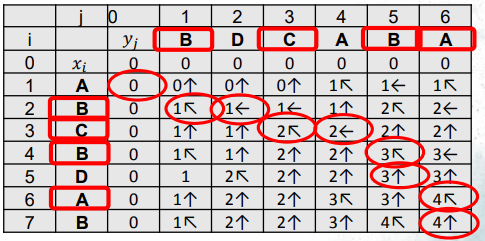 j 0 1 2 3 4 5 6
i yj B D C A B A
0 xi 0 0 0 0 0 0 0
1 A 0 0↑ 0↑ 0↑ 1↖ 1← 1↖
2 B 0 1↖ 1← 1← 1↑ 2↖ 2←
3 C 0 1↑ 1↑ 2↖ 2← 2↑ 2↑
4 B 0 1↖ 1↑ 2↑ 2↑ 3↖ 3←
5 D 0 1 2↖ 2↑ 2↑ 3↑ 3↑
6 A 0 1↑ 2↑ 2↑ 3↖ 3↑ 4↖
7 B 0 1↖ 2↑ 2↑ 3↑ 4↖ 4↑